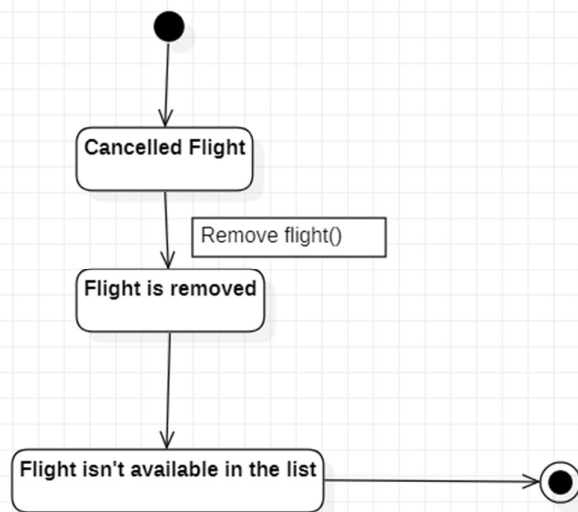 Cancelled Flight
Remove flight()
Flight is removed
Flight isn't available in the list